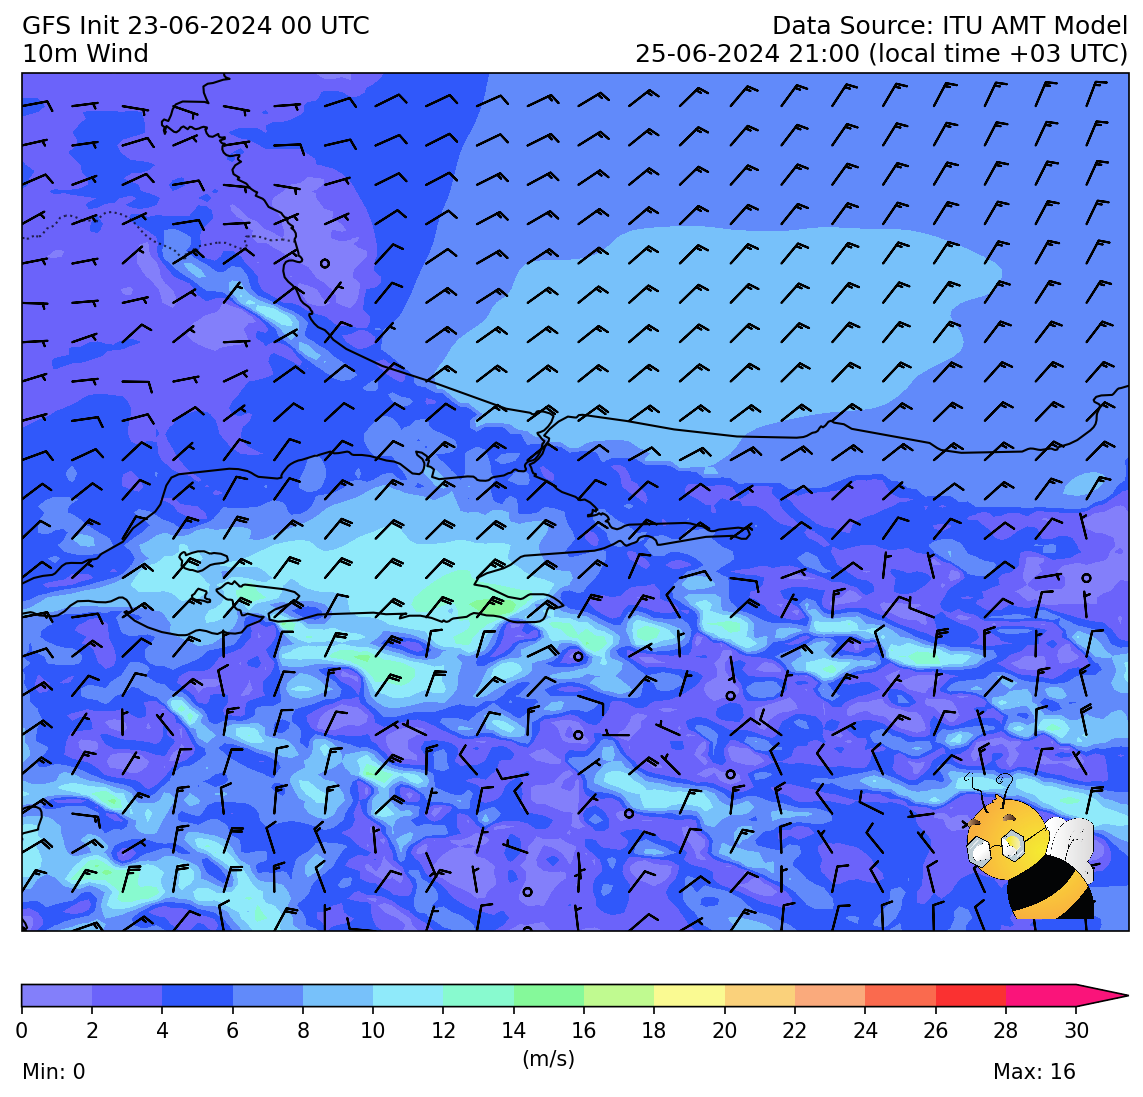 GFS Init 23-06-2024 00 UTC
Data Source: ITU AMT Model
10m Wind
25-06-2024 21:00 (local time +03 UTC)
0 2 4 6 8 10 12 14 16 18 20 22 24 26 28 30
(m/s)
Min: 0
Max: 16